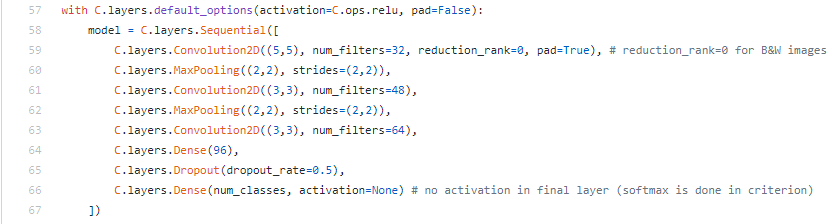 57 with C.layers.default_options(activation=C.ops.relu, pad=False):
58 model = C.layers.Sequential([
59 C.layers.Convolution2D((5,5), num_filters=32, reduction_rank=0, pad=True), # reduction_rank=0 for B&W images
60 C.layers.MaxPooling((2,2), strides=(2,2)),
61 C.layers.Convolution2D((3,3), num_filters=48),
62 C.layers.MaxPooling((2,2), strides=(2,2)),
63 C.layers.Convolution2D((3,3), num_filters=64),
64 C.layers.Dense(96),
65 C.layers.Dropout(dropout_rate=0.5),
66 C.layers.Dense(num_classes, activation=None) # no activation in final layer (softmax is done in criterion)
67 ])